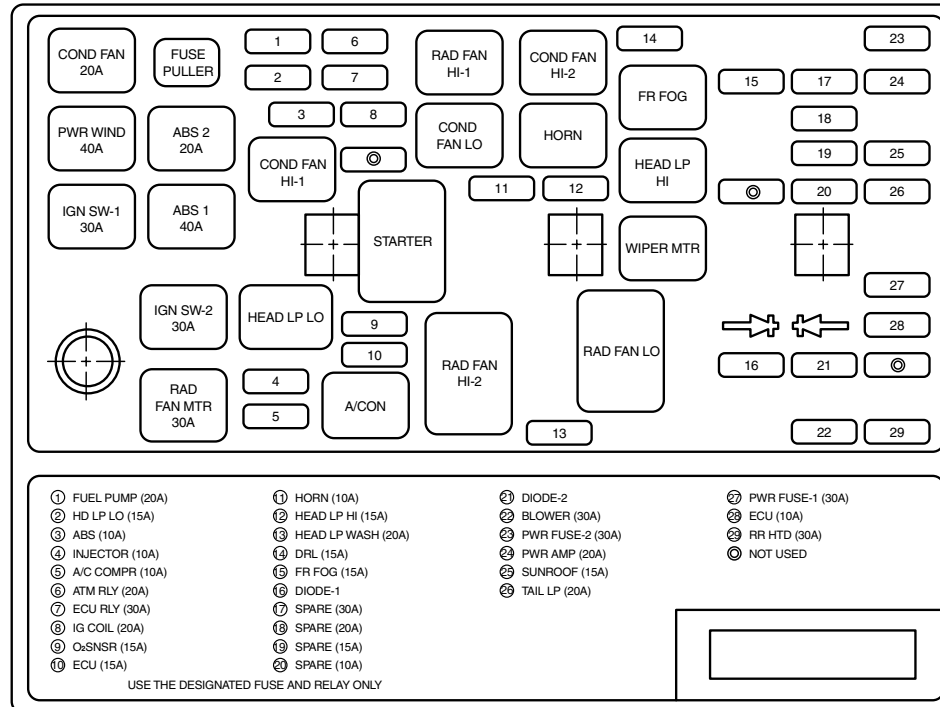 COND FAN
20A
FUSE
PULLER
1
6
2
7
3
8
RAD FAN
HI-1
COND FAN
HI-2
14
23
FR FOG
15
17
24
18
PWR WIND
40A
ABS 2
20A
COND FAN
HI-1
◎
COND
FAN LO
HORN
HEAD LP
HI
19
25
11
12
◎
20
26
IGN SW-1
30A
ABS 1
40A
STARTER
WIPER MTR
27
IGN SW-2
30A
HEAD LP LO
9
10
RAD FAN
HI-2
RAD FAN LO
28
16
21
◎
RAD
FAN MTR
30A
4
5
A/CON
13
22
29
① FUEL PUMP (20A)
② HD LP LO (15A)
③ ABS (10A)
④ INJECTOR (10A)
⑤ A/C COMPR (10A)
⑥ ATM RLY (20A)
⑦ ECU RLY (30A)
⑧ IG COIL (20A)
⑨ O₂SNSR (15A)
⑩ ECU (15A)
⑪ HORN (10A)
⑫ HEAD LP HI (15A)
⑬ HEAD LP WASH (20A)
⑭ DRL (15A)
⑮ FR FOG (15A)
⑯ DIODE-1
⑰ SPARE (30A)
⑱ SPARE (20A)
⑲ SPARE (15A)
⑳ SPARE (10A)
㉑ DIODE-2
㉒ BLOWER (30A)
㉓ PWR FUSE-2 (30A)
㉔ PWR AMP (20A)
㉕ SUNROOF (15A)
㉖ TAIL LP (20A)
㉗ PWR FUSE-1 (30A)
㉘ ECU (10A)
㉙ RR HTD (30A)
◎ NOT USED
USE THE DESIGNATED FUSE AND RELAY ONLY